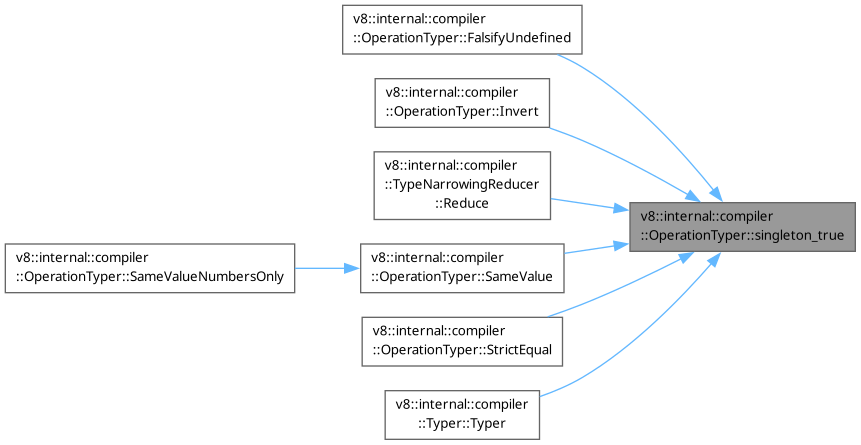 v8::internal::compiler
::OperationTyper::FalsifyUndefined
v8::internal::compiler
::OperationTyper::Invert
v8::internal::compiler
::TypeNarrowingReducer
::Reduce
v8::internal::compiler
::OperationTyper::singleton_true
v8::internal::compiler
::OperationTyper::SameValueNumbersOnly
v8::internal::compiler
::OperationTyper::SameValue
v8::internal::compiler
::OperationTyper::StrictEqual
v8::internal::compiler
::Typer::Typer